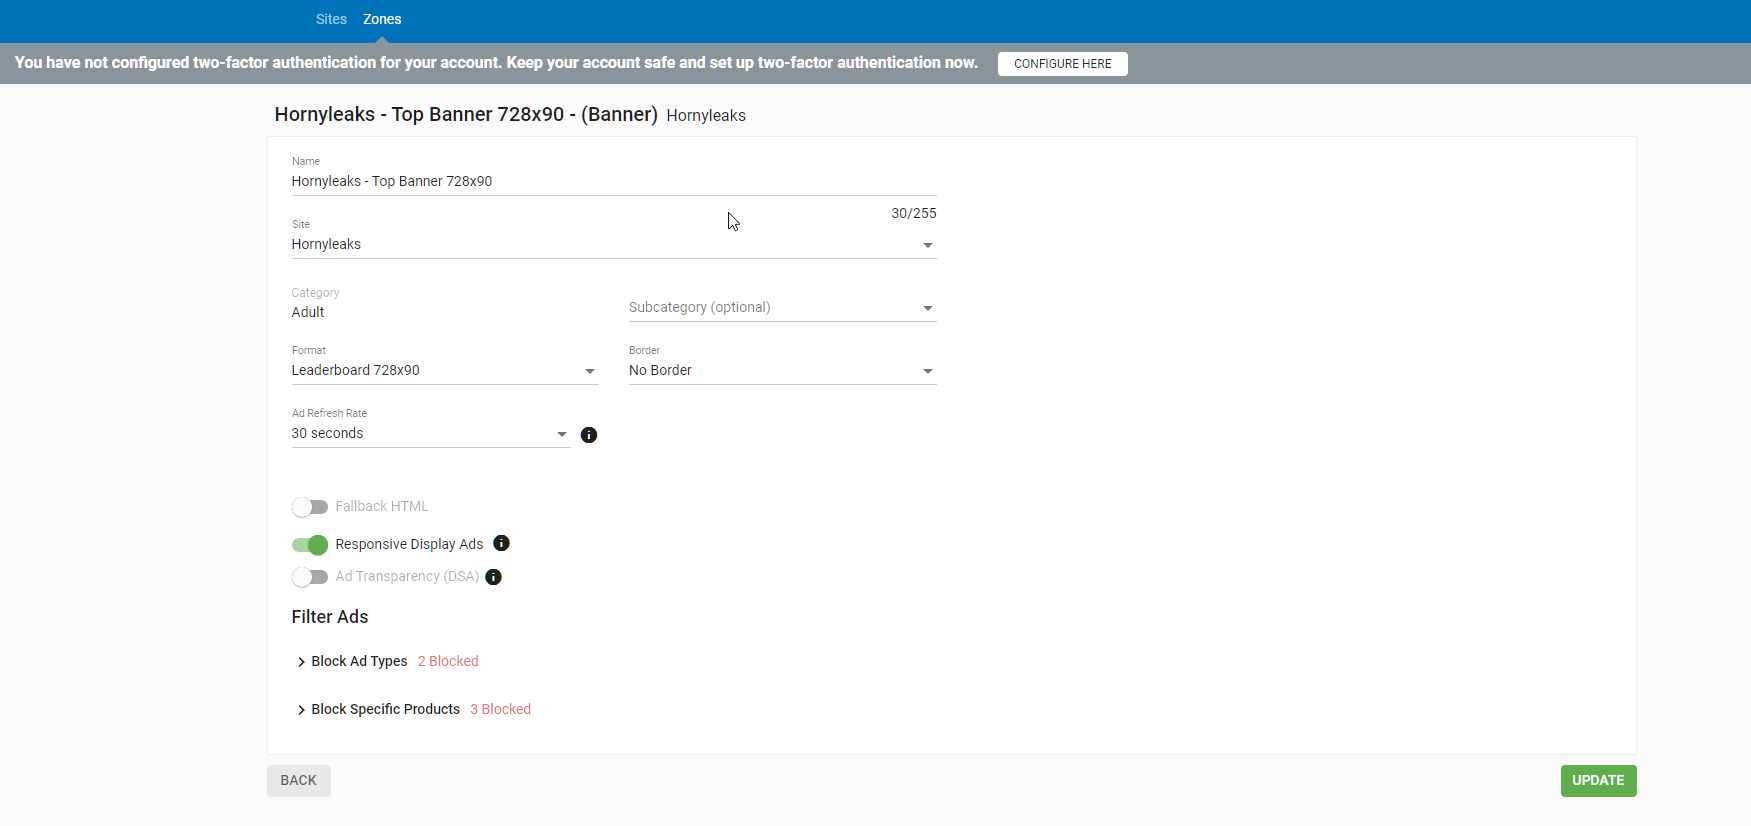 Sites Zones
You have not configured two-factor authentication for your account. Keep your account safe and set up two-factor authentication now. CONFIGURE HERE
Hornyleaks - Top Banner 728x90 - (Banner) Hornyleaks
Name
Hornyleaks - Top Banner 728x90
30/255
Site
Hornyleaks
Category
Adult
Subcategory (optional)
Format
Leaderboard 728x90
Border
No Border
Ad Refresh Rate
30 seconds
Fallback HTML
Responsive Display Ads
Ad Transparency (DSA)
Filter Ads
Block Ad Types 2 Blocked
Block Specific Products 3 Blocked
BACK
UPDATE